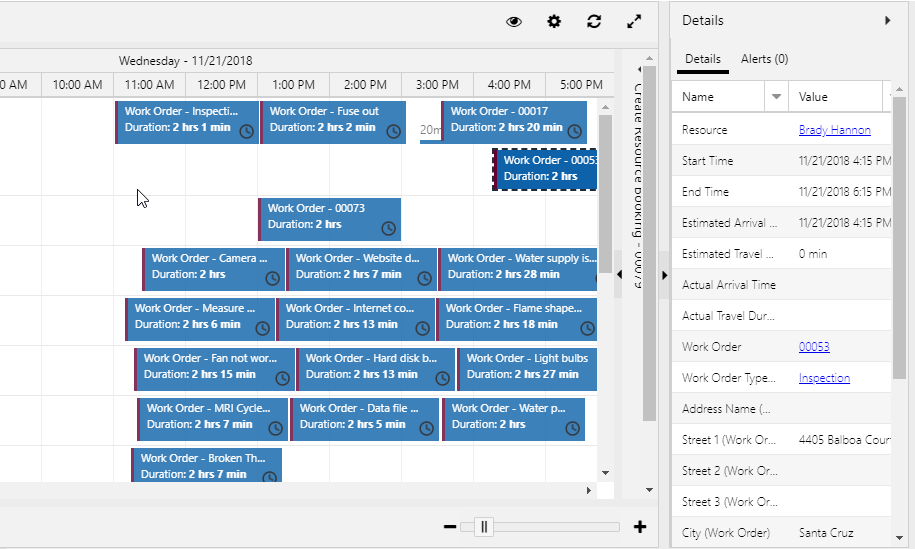 Wednesday - 11/21/2018
AM 10:00 AM 11:00 AM 12:00 PM 1:00 PM 2:00 PM 3:00 PM 4:00 PM 5:00 PM
Work Order - Inspecti...
Duration: 2 hrs 1 min
Work Order - Fuse out
Duration: 2 hrs 2 min
20m
Work Order - 00017
Duration: 2 hrs 20 min
Work Order - 00053
Duration: 2 hrs
Work Order - 00073
Duration: 2 hrs
Work Order - Camera ...
Duration: 2 hrs
Work Order - Website d...
Duration: 2 hrs 7 min
Work Order - Water supply is...
Duration: 2 hrs 28 min
Work Order - Measure ...
Duration: 2 hrs 6 min
Work Order - Internet co...
Duration: 2 hrs 13 min
Work Order - Flame shape...
Duration: 2 hrs 18 min
Work Order - Fan not wor...
Duration: 2 hrs 15 min
Work Order - Hard disk b...
Duration: 2 hrs 13 min
Work Order - Light bulbs
Duration: 2 hrs 27 min
Work Order - MRI Cycle...
Duration: 2 hrs 7 min
Work Order - Data file ...
Duration: 2 hrs 5 min
Work Order - Water p...
Duration: 2 hrs
Work Order - Broken Th...
Duration: 2 hrs 7 min
Create Resource Booking - 00079
Details
Details Alerts (0)
Name Value
Resource Brady Hannon
Start Time 11/21/2018 4:15 PM
End Time 11/21/2018 6:15 PM
Estimated Arrival ... 11/21/2018 4:15 PM
Estimated Travel ... 0 min
Actual Arrival Time
Actual Travel Dur...
Work Order 00053
Work Order Type... Inspection
Address Name (...
Street 1 (Work Or... 4405 Balboa Cour
Street 2 (Work Or...
Street 3 (Work Or...
City (Work Order) Santa Cruz